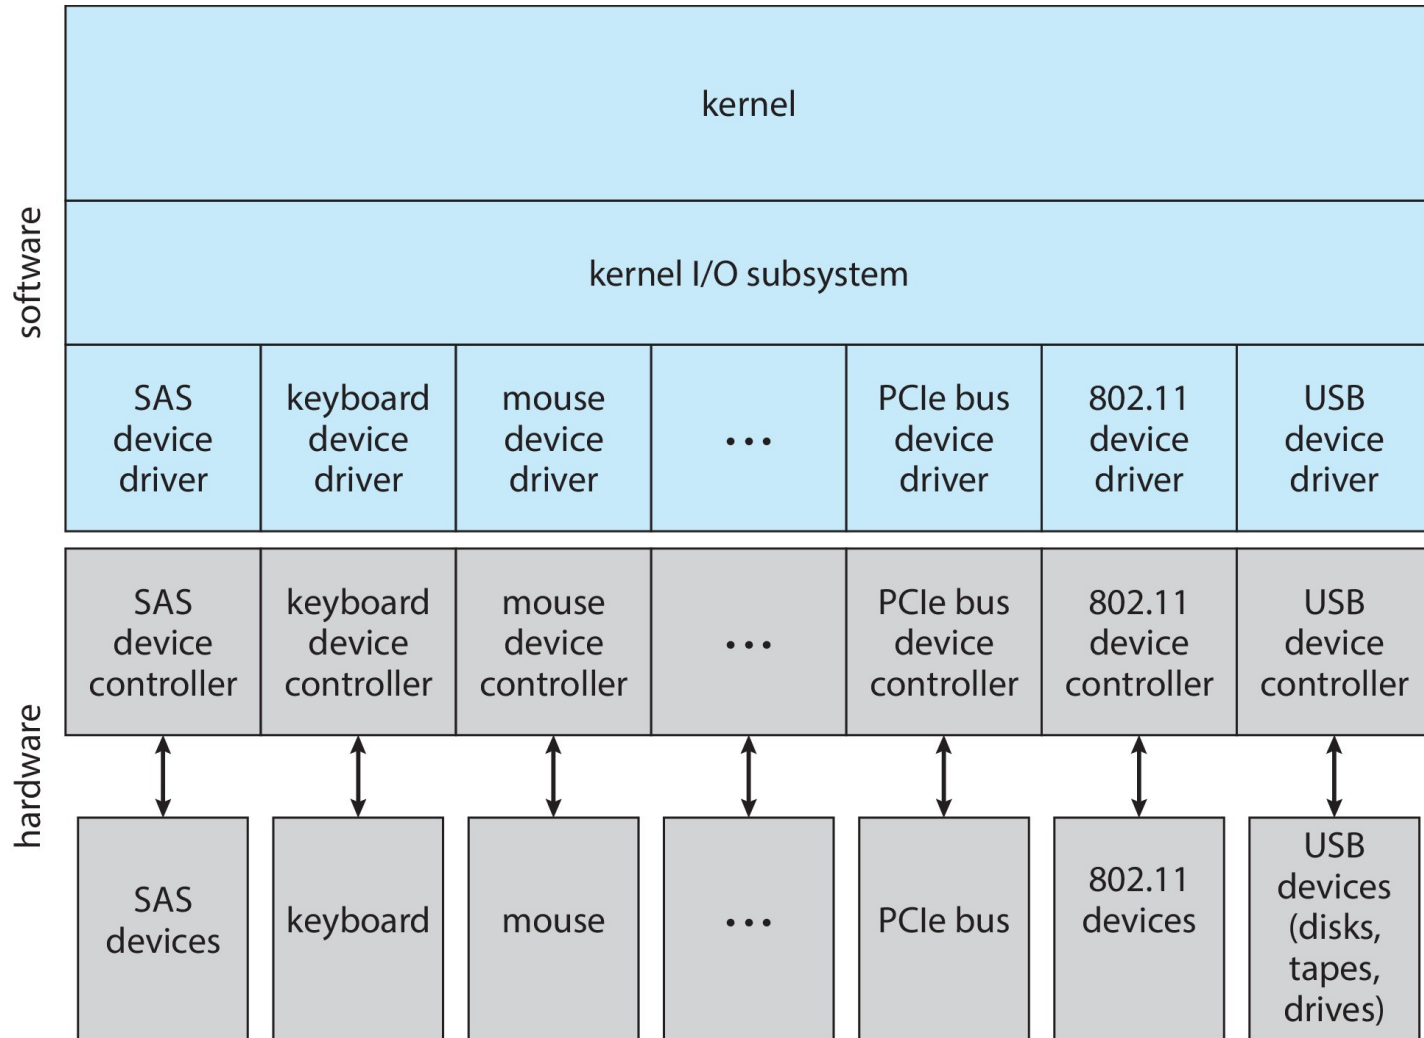 kernel
kernel I/O subsystem
software
SAS
device
driver
keyboard
device
driver
mouse
device
driver
...
PCIe bus
device
driver
802.11
device
driver
USB
device
driver
hardware
SAS
device
controller
keyboard
device
controller
mouse
device
controller
...
PCIe bus
device
controller
802.11
device
controller
USB
device
controller
SAS
devices
keyboard
mouse
...
PCIe bus
802.11
devices
USB
devices
(disks,
tapes,
drives)